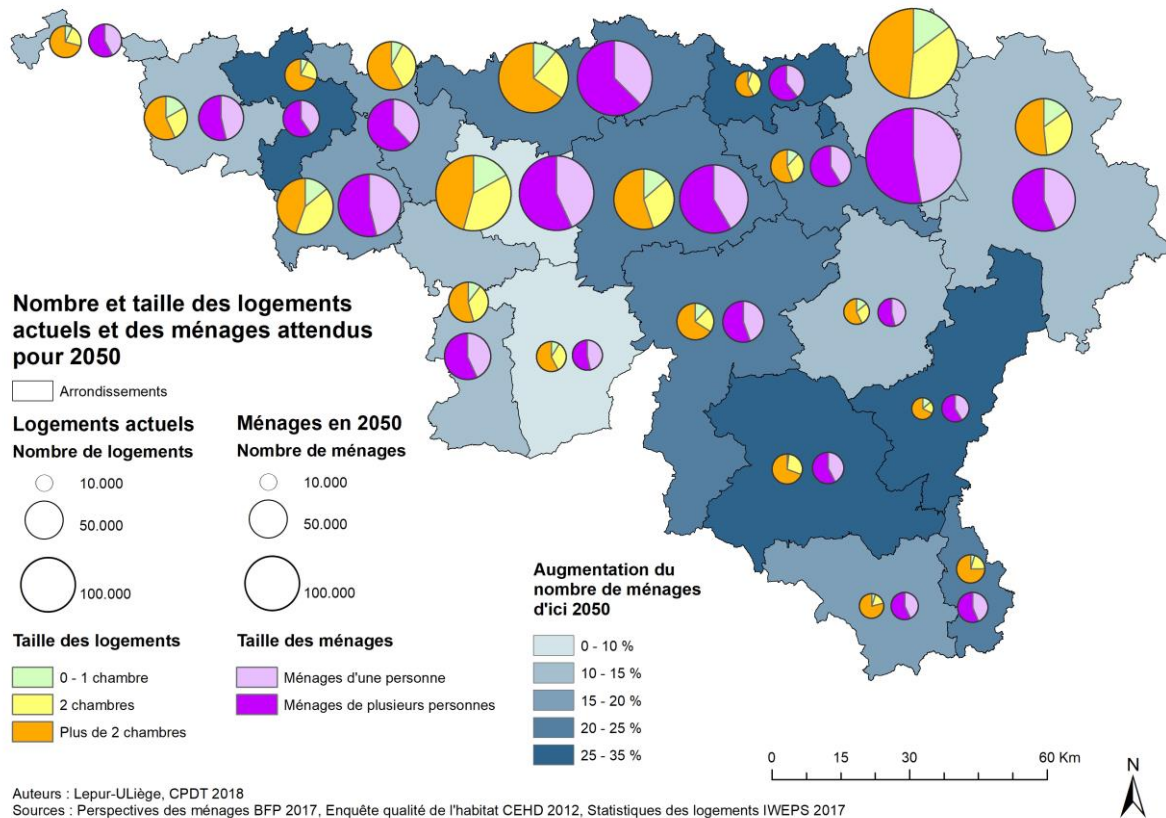 Nombre et taille des logements
actuels et des ménages attendus
pour 2050
Arrondissements
Logements actuels
Nombre de logements
10.000
50.000
100.000
Taille des logements
0 - 1 chambre
2 chambres
Plus de 2 chambres
Ménages en 2050
Nombre de ménages
10.000
50.000
100.000
Taille des ménages
Ménages d'une personne
Ménages de plusieurs personnes
Augmentation du
nombre de ménages
d'ici 2050
0 - 10 %
10 - 15 %
15 - 20 %
20 - 25 %
25 - 35 %
0 15 30 60 Km
N
Auteurs : Lepur-ULiège, CPDT 2018
Sources : Perspectives des ménages BFP 2017, Enquête qualité de l'habitat CEHD 2012, Statistiques des logements IWEPS 2017